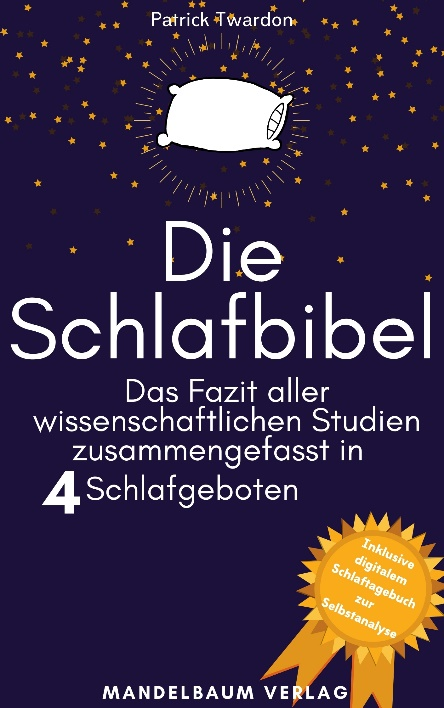 Patrick Twardon
Die
Schlafbibel
Das Fazit aller
wissenschaftlichen Studien
zusammengefasst in
4 Schlafgeboten
Inklusive
digitalem
Schlaftagebuch
zur
Selbstanalyse
MANDELBAUM VERLAG